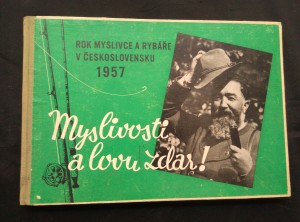 ROK MYSLIVCE A RYBÁŘE
V ČESKOSLOVENSKU
1957
Myslivosti
a lovu zdar!